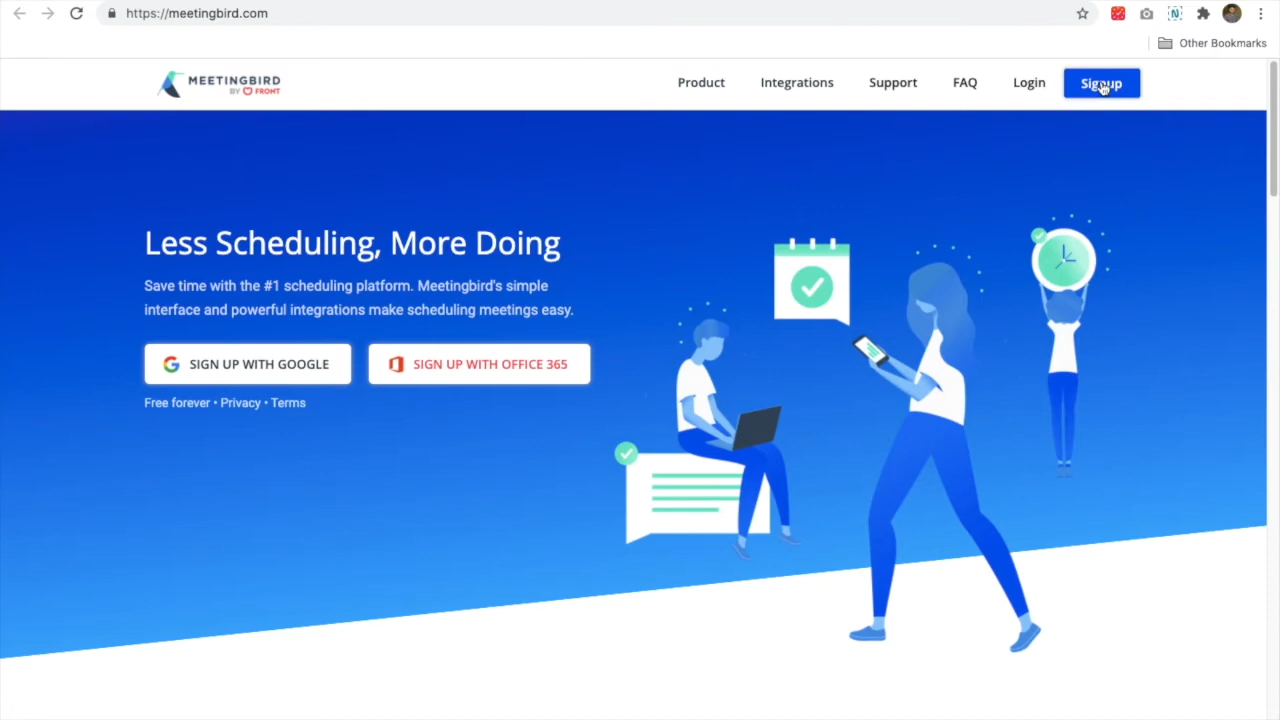 https://meetingbird.com
Other Bookmarks
MEETINGBIRD
BY FRONT
Product Integrations Support FAQ Login Signup
Less Scheduling, More Doing
Save time with the #1 scheduling platform. Meetingbird's simple
interface and powerful integrations make scheduling meetings easy.
SIGN UP WITH GOOGLE SIGN UP WITH OFFICE 365
Free forever • Privacy • Terms